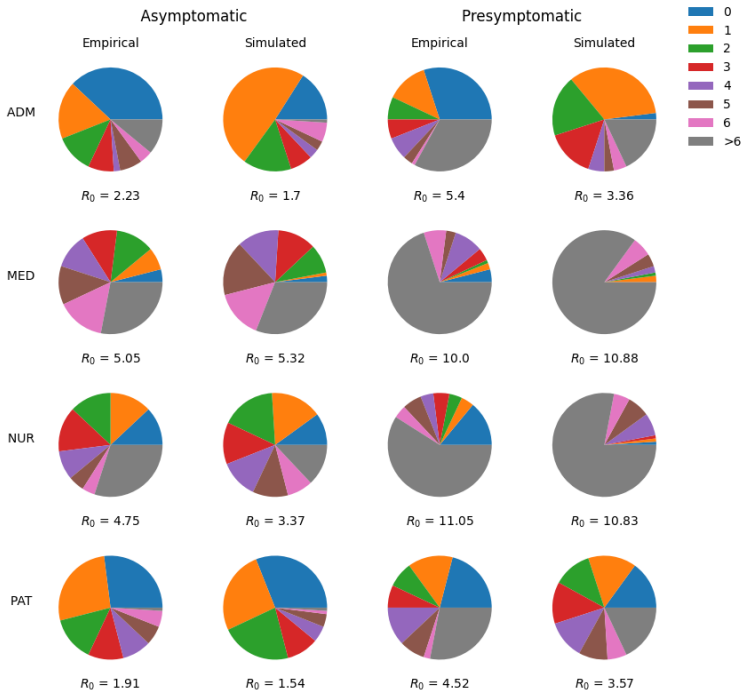 Asymptomatic Presymptomatic
Empirical Simulated Empirical Simulated
0
1
2
3
4
5
6
>6
ADM
R₀ = 2.23 R₀ = 1.7 R₀ = 5.4 R₀ = 3.36
MED
R₀ = 5.05 R₀ = 5.32 R₀ = 10.0 R₀ = 10.88
NUR
R₀ = 4.75 R₀ = 3.37 R₀ = 11.05 R₀ = 10.83
PAT
R₀ = 1.91 R₀ = 1.54 R₀ = 4.52 R₀ = 3.57